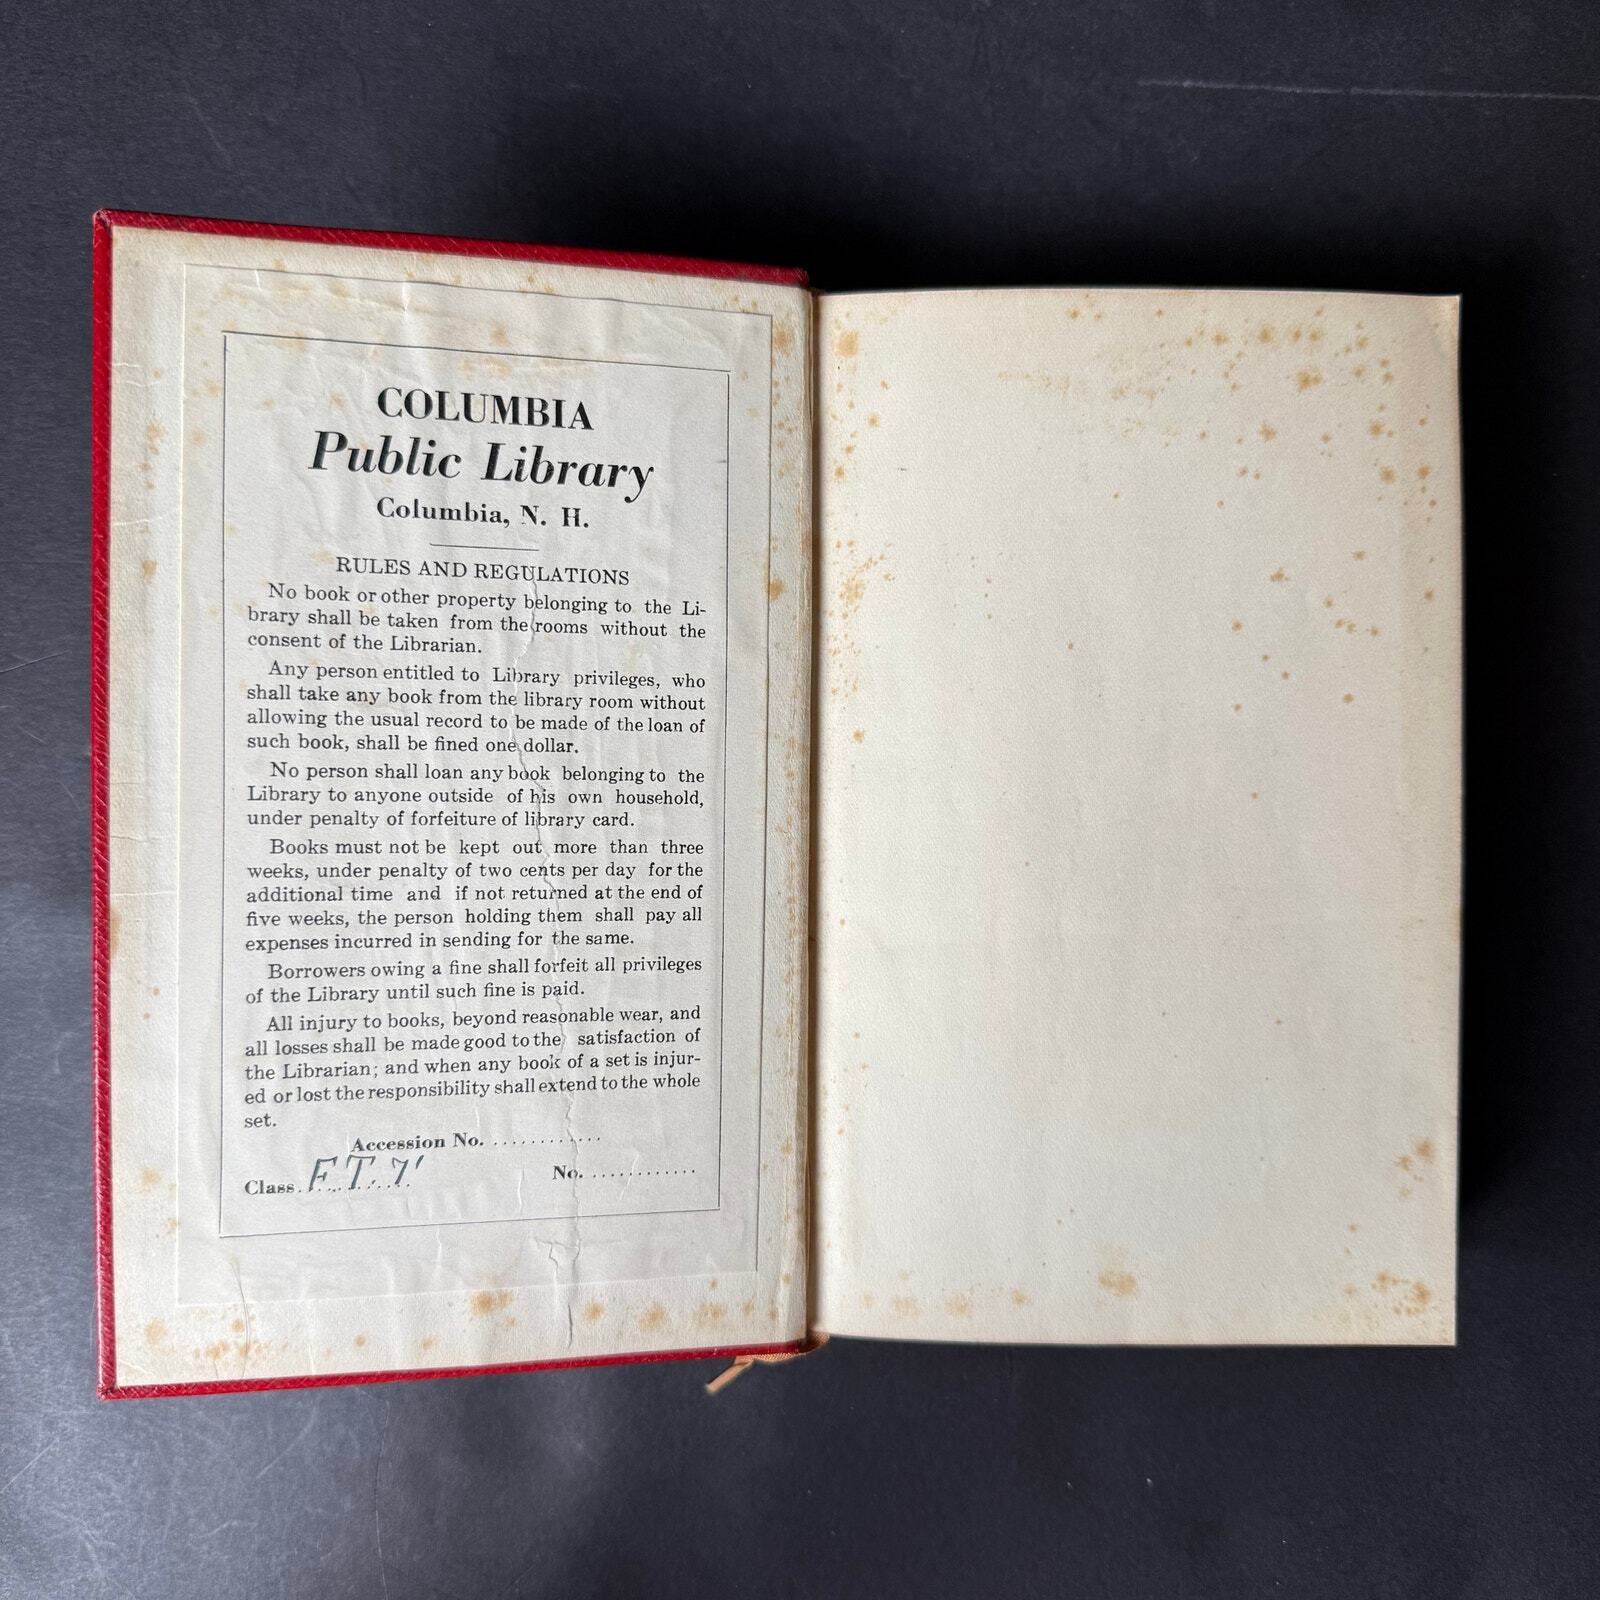 COLUMBIA
Public Library
Columbia, N. H.
RULES AND REGULATIONS
No book or other property belonging to the Li-
brary shall be taken from the rooms without the
consent of the Librarian.
Any person entitled to Library privileges, who
shall take any book from the library room without
allowing the usual record to be made of the loan of
such book, shall be fined one dollar.
No person shall loan any book belonging to the
Library to anyone outside of his own household,
under penalty of forfeiture of library card.
Books must not be kept out more than three
weeks, under penalty of two cents per day for the
additional time and if not returned at the end of
five weeks, the person holding them shall pay all
expenses incurred in sending for the same.
Borrowers owing a fine shall forfeit all privileges
of the Library until such fine is paid.
All injury to books, beyond reasonable wear, and
all losses shall be made good to the satisfaction of
the Librarian; and when any book of a set is injur-
ed or lost the responsibility shall extend to the whole
set.
Accession No. ............
Class. F.T. 7' No. ............